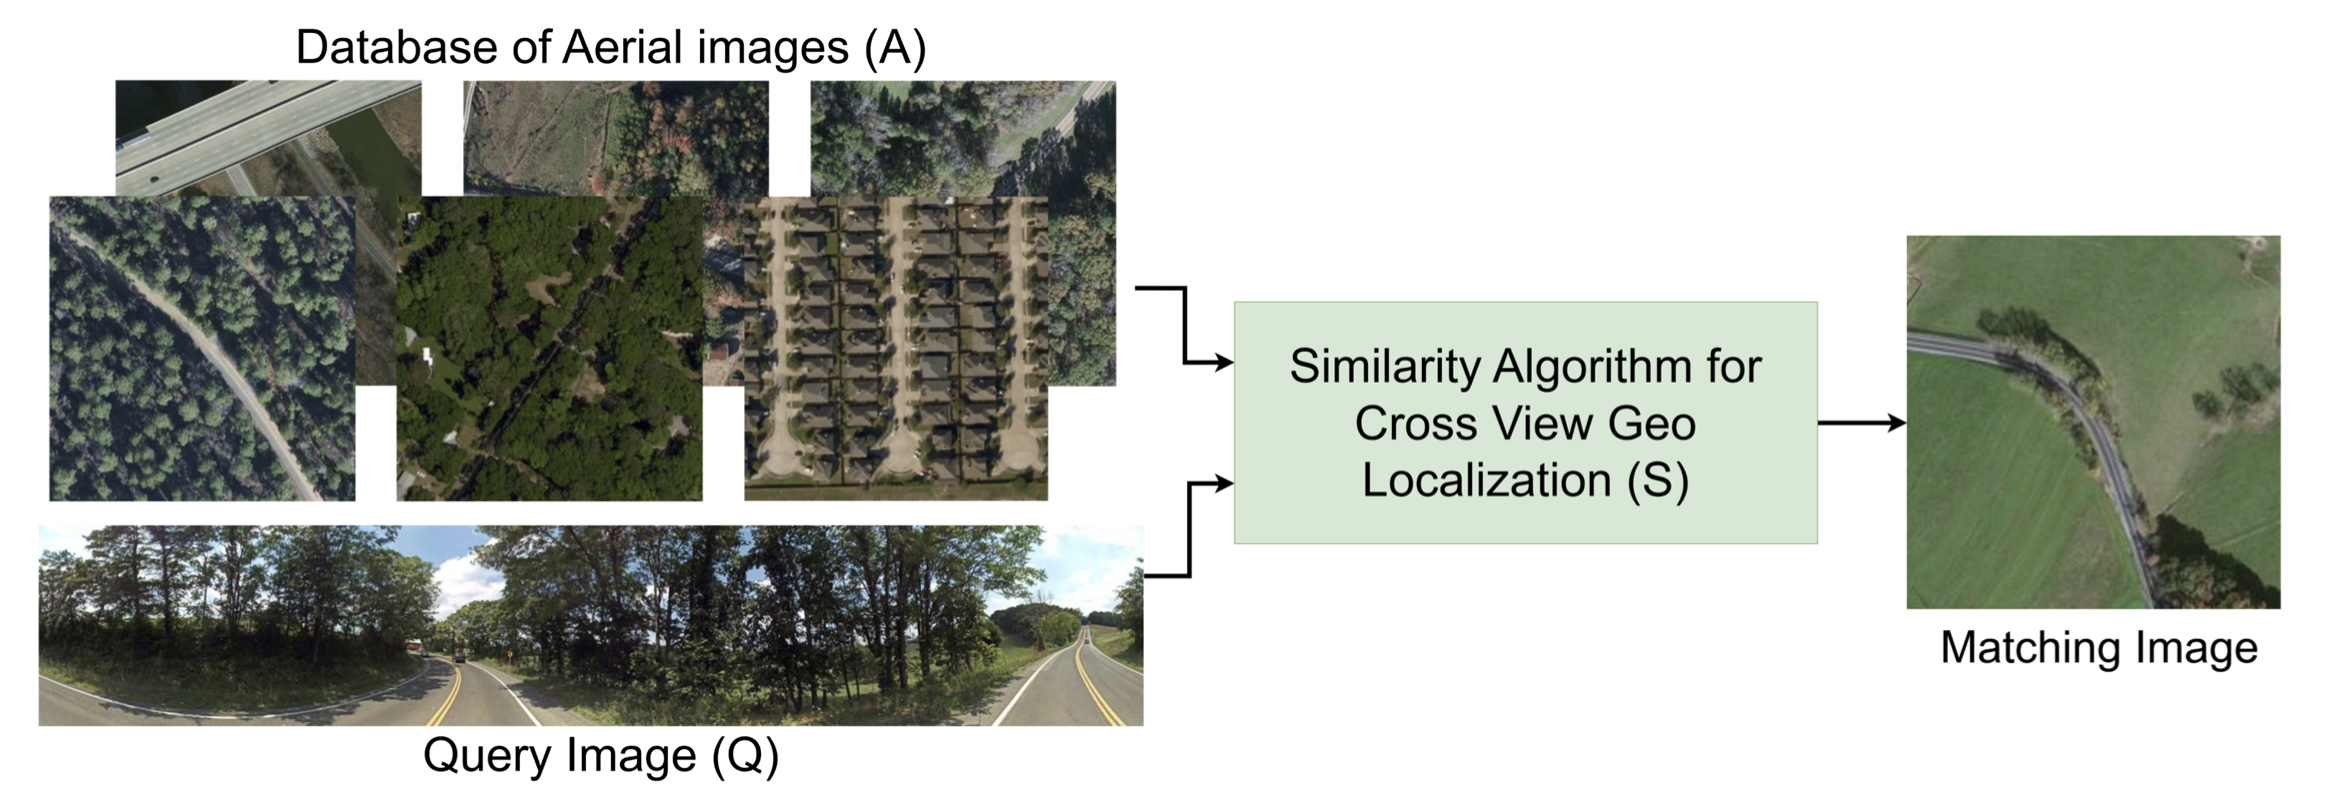 Database of Aerial images (A)
Similarity Algorithm for
Cross View Geo
Localization (S)
Matching Image
Query Image (Q)